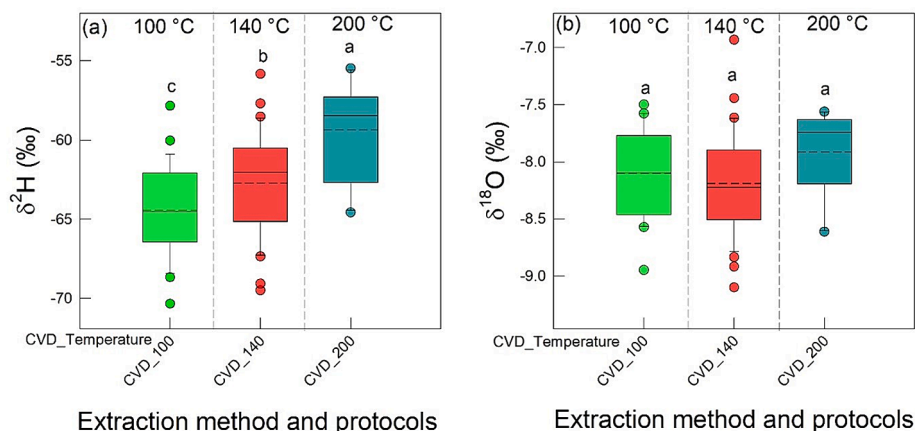 (a) 100 °C 140 °C 200 °C
c b a
-55
-60
-65
-70
δ²H (‰)
CVD_Temperature
CVD_100 CVD_140 CVD_200
Extraction method and protocols
(b) 100 °C 140 °C 200 °C
a a a
-7.0
-7.5
-8.0
-8.5
-9.0
δ¹⁸O (‰)
CVD_Temperature
CVD_100 CVD_140 CVD_200
Extraction method and protocols